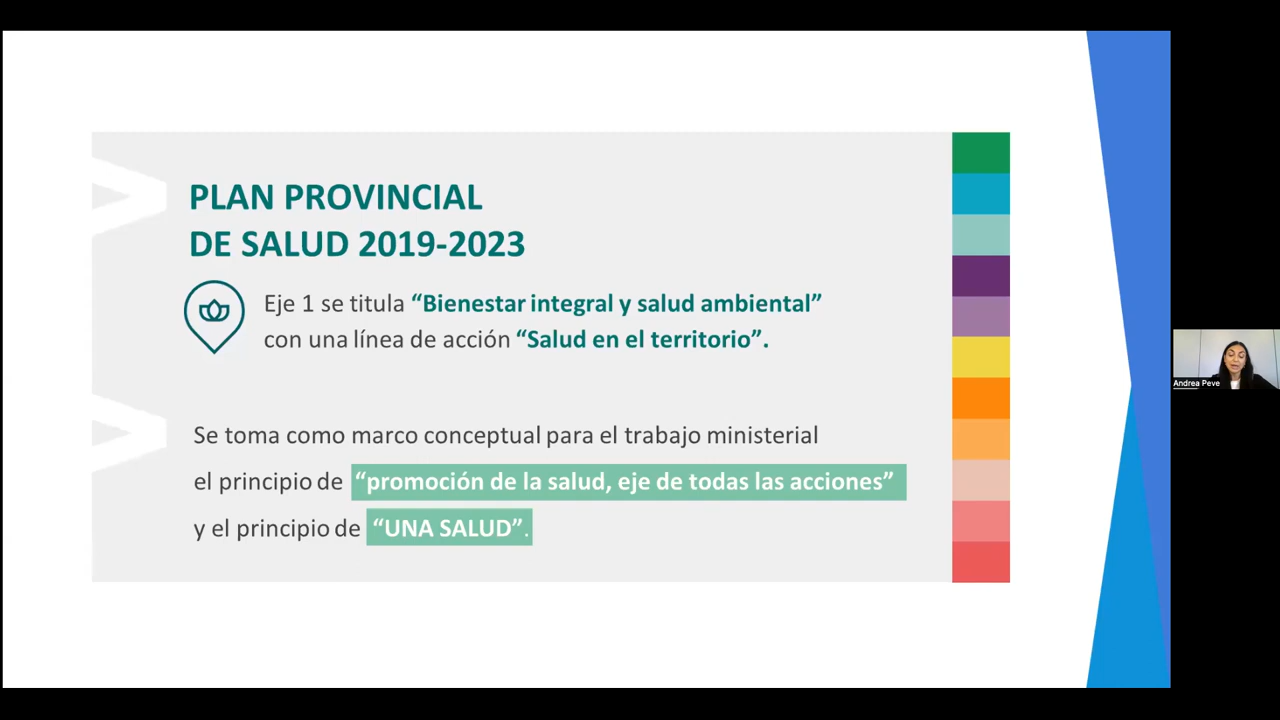 PLAN PROVINCIAL
DE SALUD 2019-2023
Eje 1 se titula “Bienestar integral y salud ambiental”
con una línea de acción “Salud en el territorio”.
Se toma como marco conceptual para el trabajo ministerial
el principio de “promoción de la salud, eje de todas las acciones”
y el principio de “UNA SALUD”.
Andrea Peve